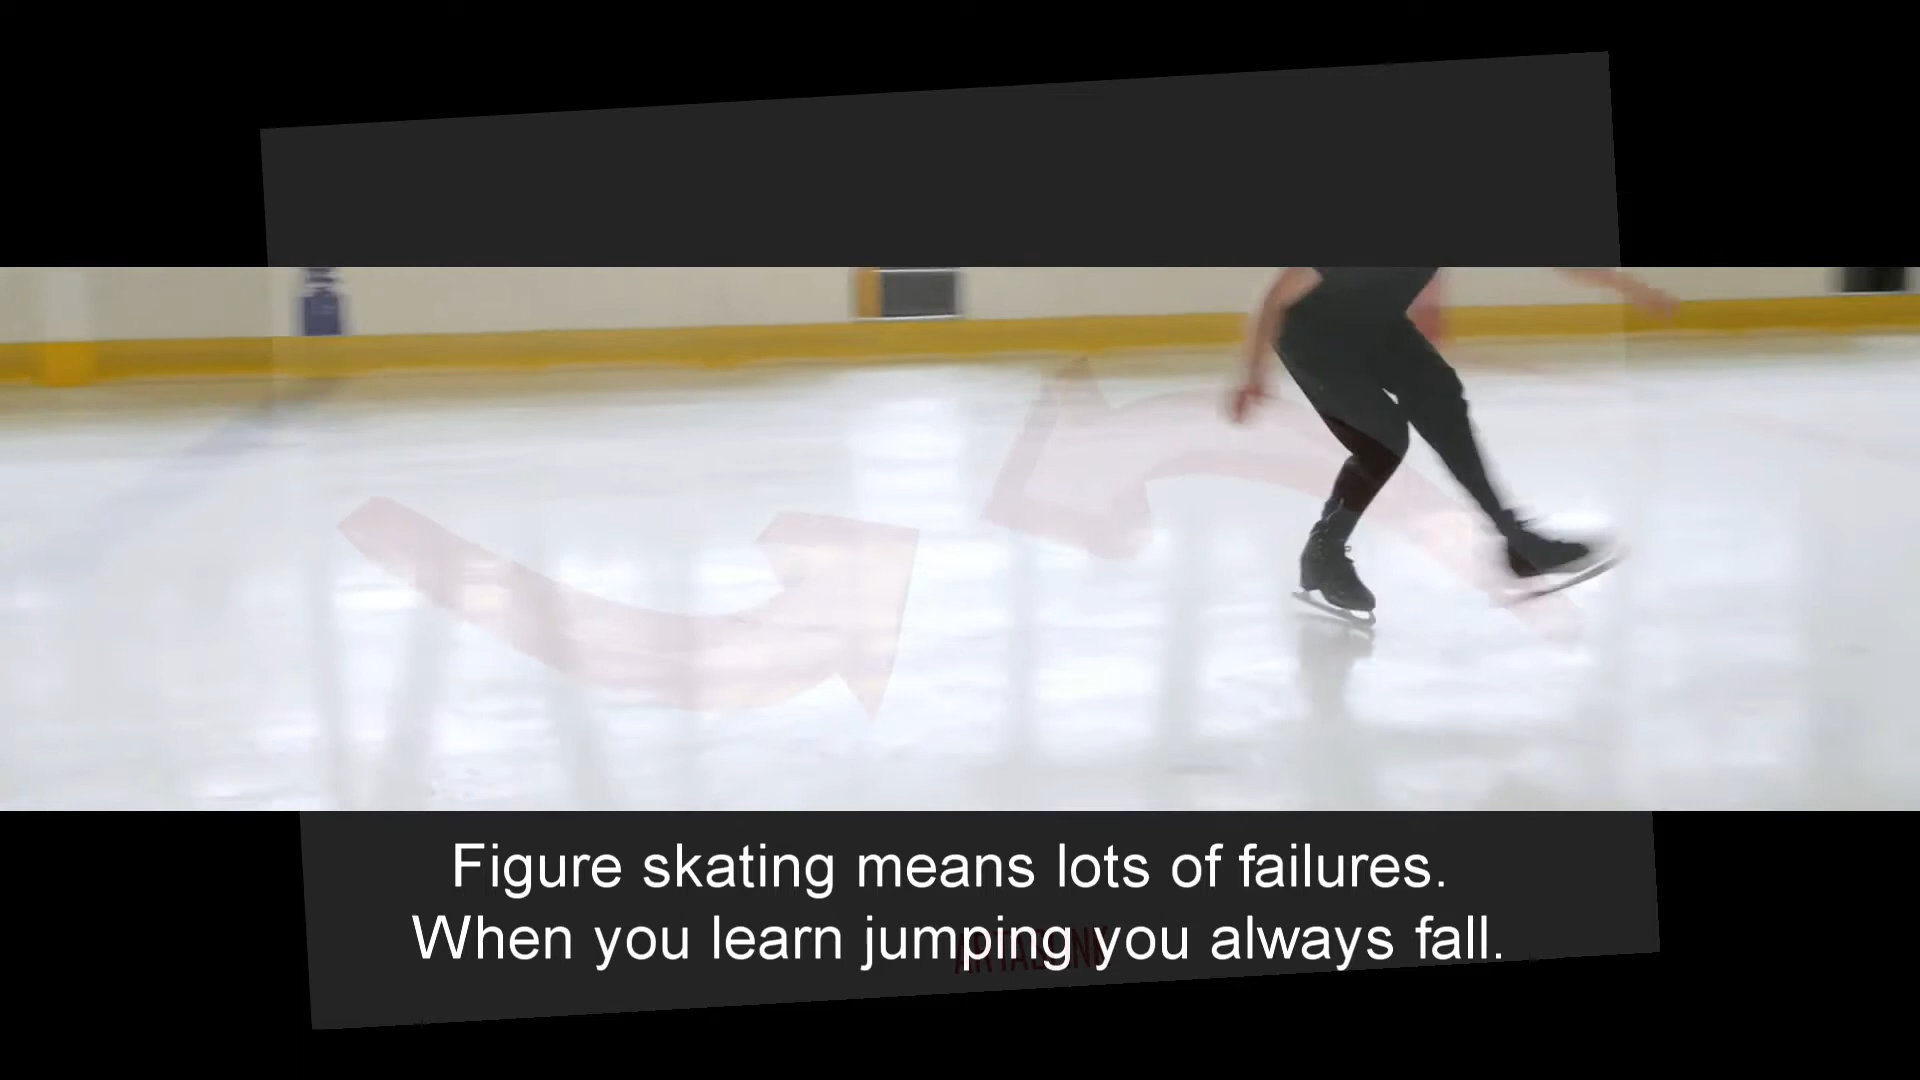 Figure skating means lots of failures.
When you learn jumping you always fall.